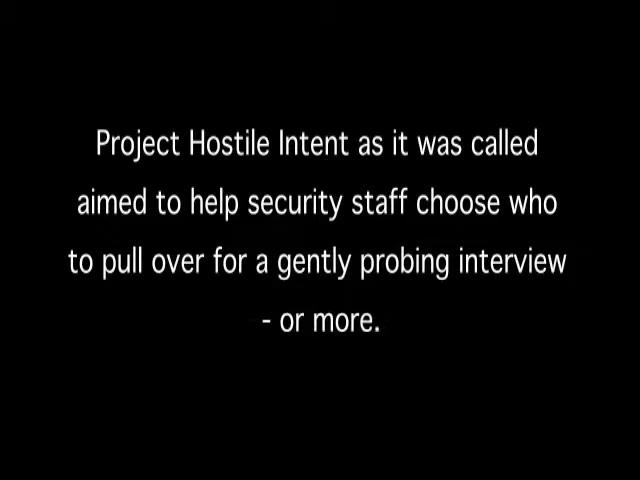 Project Hostile Intent as it was called
aimed to help security staff choose who
to pull over for a gently probing interview
- or more.